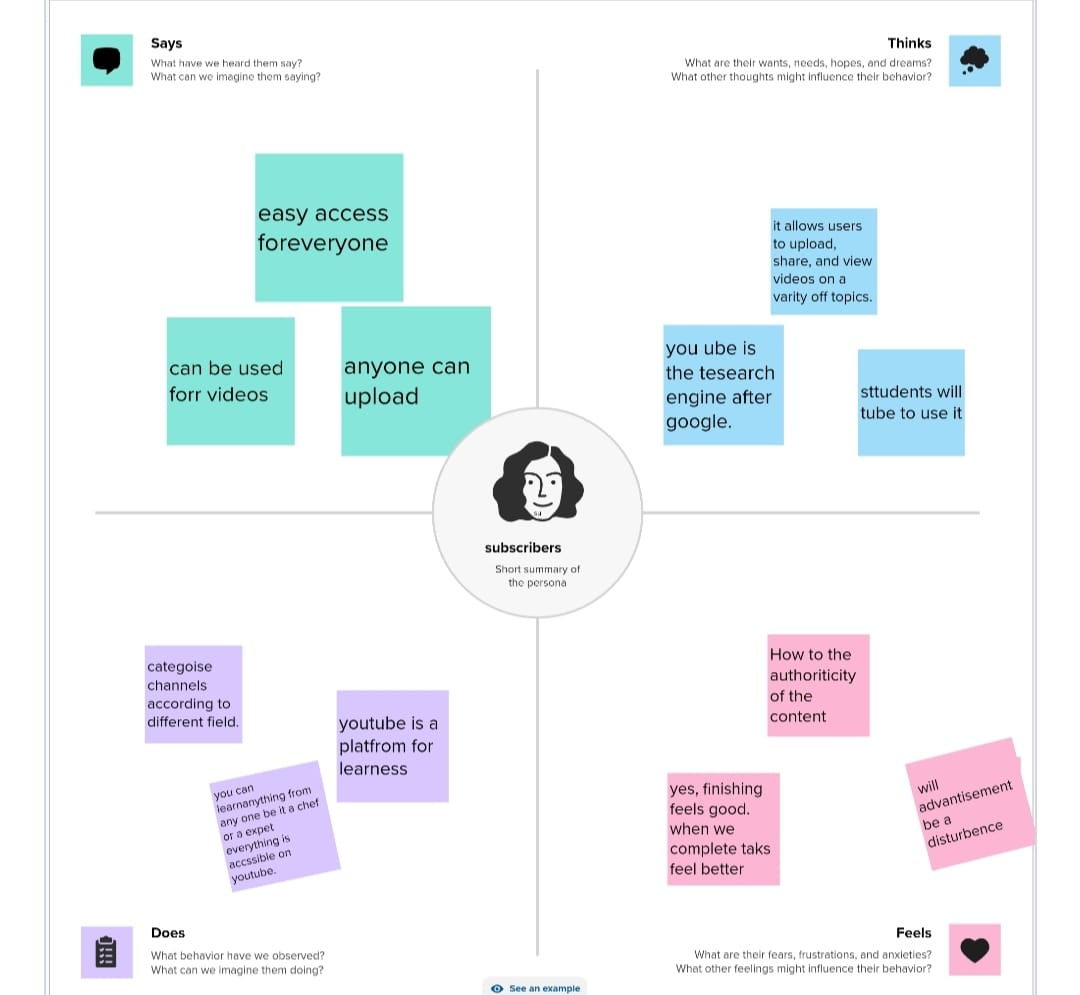 Says
What have we heard them say?
What can we imagine them saying?
Thinks
What are their wants, needs, hopes, and dreams?
What other thoughts might influence their behavior?
easy access
foreveryone
can be used
forr videos
anyone can
upload
it allows users
to upload,
share, and view
videos on a
varity off topics.
you ube is
the tesearch
engine after
google.
sttudents will
tube to use it
subscribers
Short summary of
the persona
categoise
channels
according to
different field.
youtube is a
platfrom for
learness
you can
learnanything from
any one be it a chef
or a expet
everything is
accssible on
youtube.
How to the
authoriticity
of the
content
yes, finishing
feels good.
when we
complete taks
feel better
will
advantisement
be a
disturbence
Does
What behavior have we observed?
What can we imagine them doing?
Feels
What are their fears, frustrations, and anxieties?
What other feelings might influence their behavior?
See an example